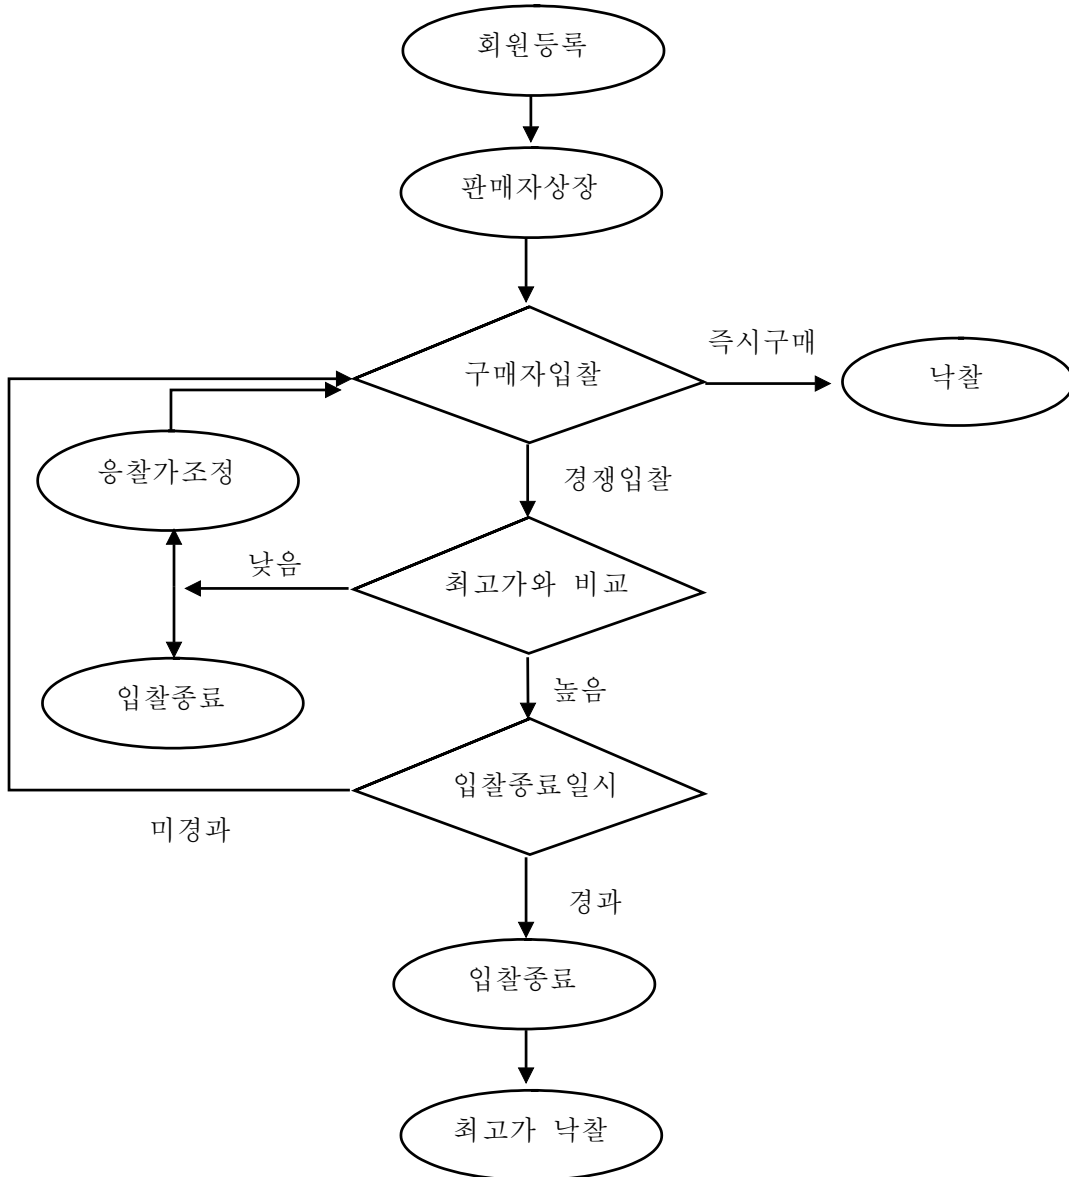 회원등록
판매자상장
즉시구매
구매자입찰
낙찰
응찰가조정
경쟁입찰
낮음
최고가와 비교
입찰종료
높음
입찰종료일시
미경과
경과
입찰종료
최고가 낙찰